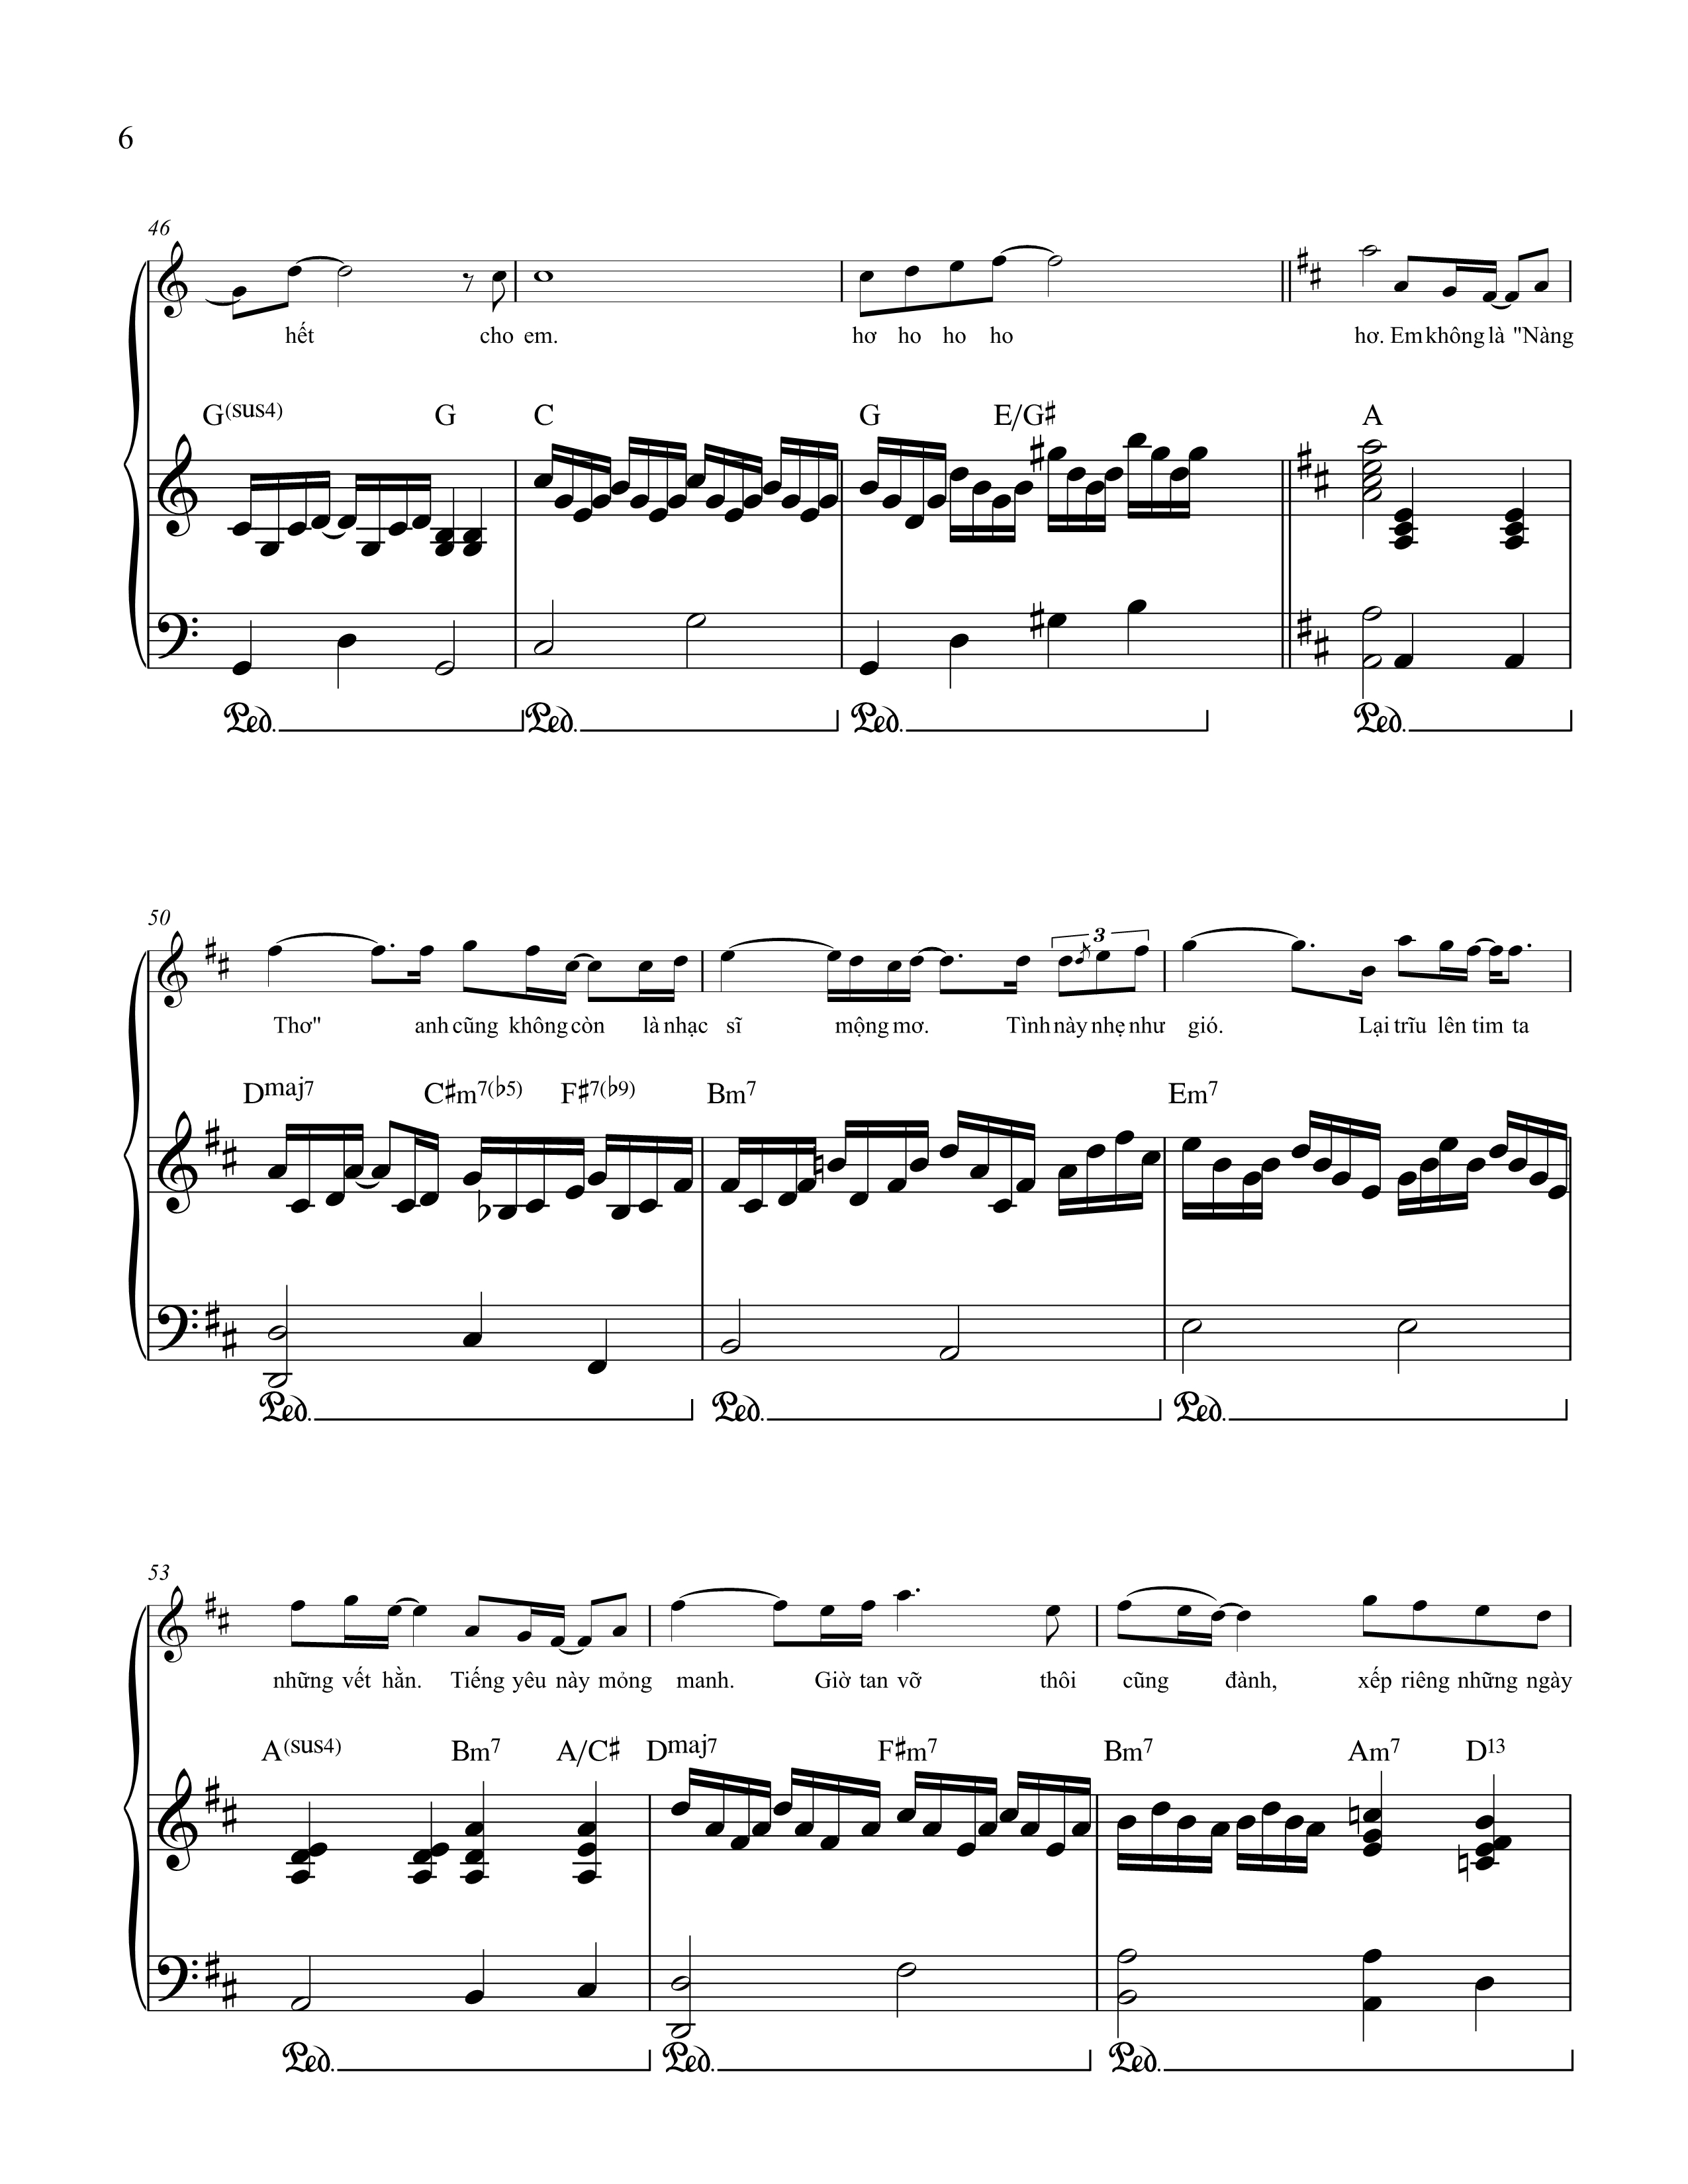 6
46
hết cho em. hơ ho ho ho hơ. Em không là "Nàng
G(sus4) G C G E/G♯ A
Ped. Ped. Ped. Ped.
50
3
Thơ" anh cũng không còn là nhạc sĩ mộng mơ. Tình này nhẹ như gió. Lại trĩu lên tim ta
Dmaj7 C♯m7(♭5) F♯7(♭9) Bm7 Em7
Ped. Ped. Ped.
53
những vết hằn. Tiếng yêu này mỏng manh. Giờ tan vỡ thôi cũng đành, xếp riêng những ngày
A(sus4) Bm7 A/C♯ Dmaj7 F♯m7 Bm7 Am7 D13
Ped. Ped. Ped.